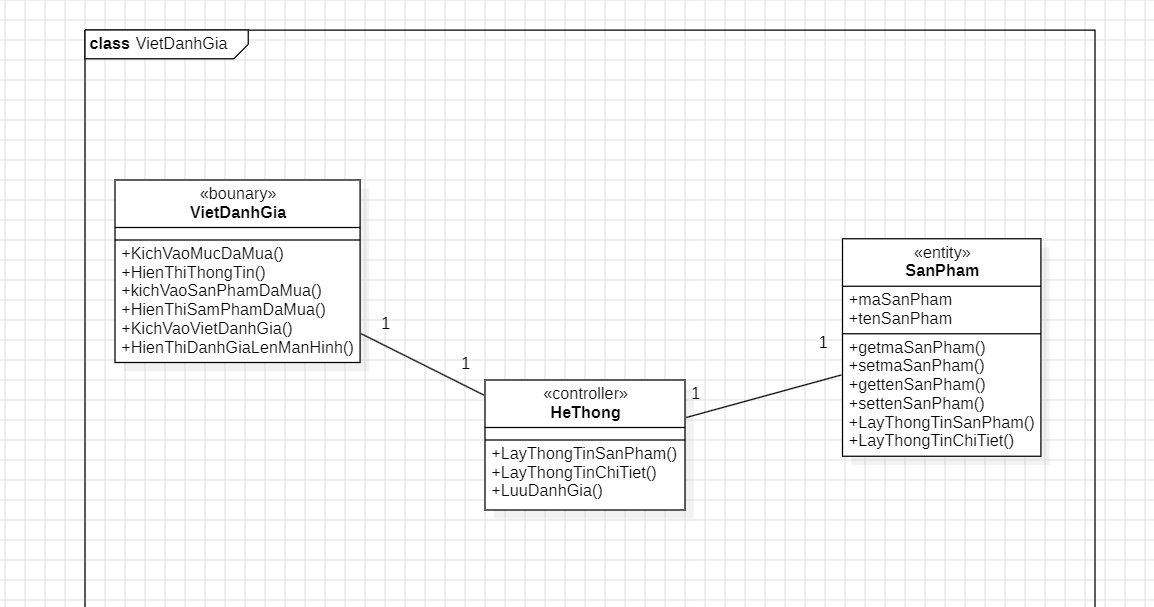 class VietDanhGia
«bounary»
VietDanhGia
+KichVaoMucDaMua()
+HienThiThongTin()
+kichVaoSanPhamDaMua()
+HienThiSamPhamDaMua()
+KichVaoVietDanhGia()
+HienThiDanhGiaLenManHinh()
1
1
«controller»
HeThong
+LayThongTinSanPham()
+LayThongTinChiTiet()
+LuuDanhGia()
1
1
«entity»
SanPham
+maSanPham
+tenSanPham
+getmaSanPham()
+setmaSanPham()
+gettenSanPham()
+settenSanPham()
+LayThongTinSanPham()
+LayThongTinChiTiet()